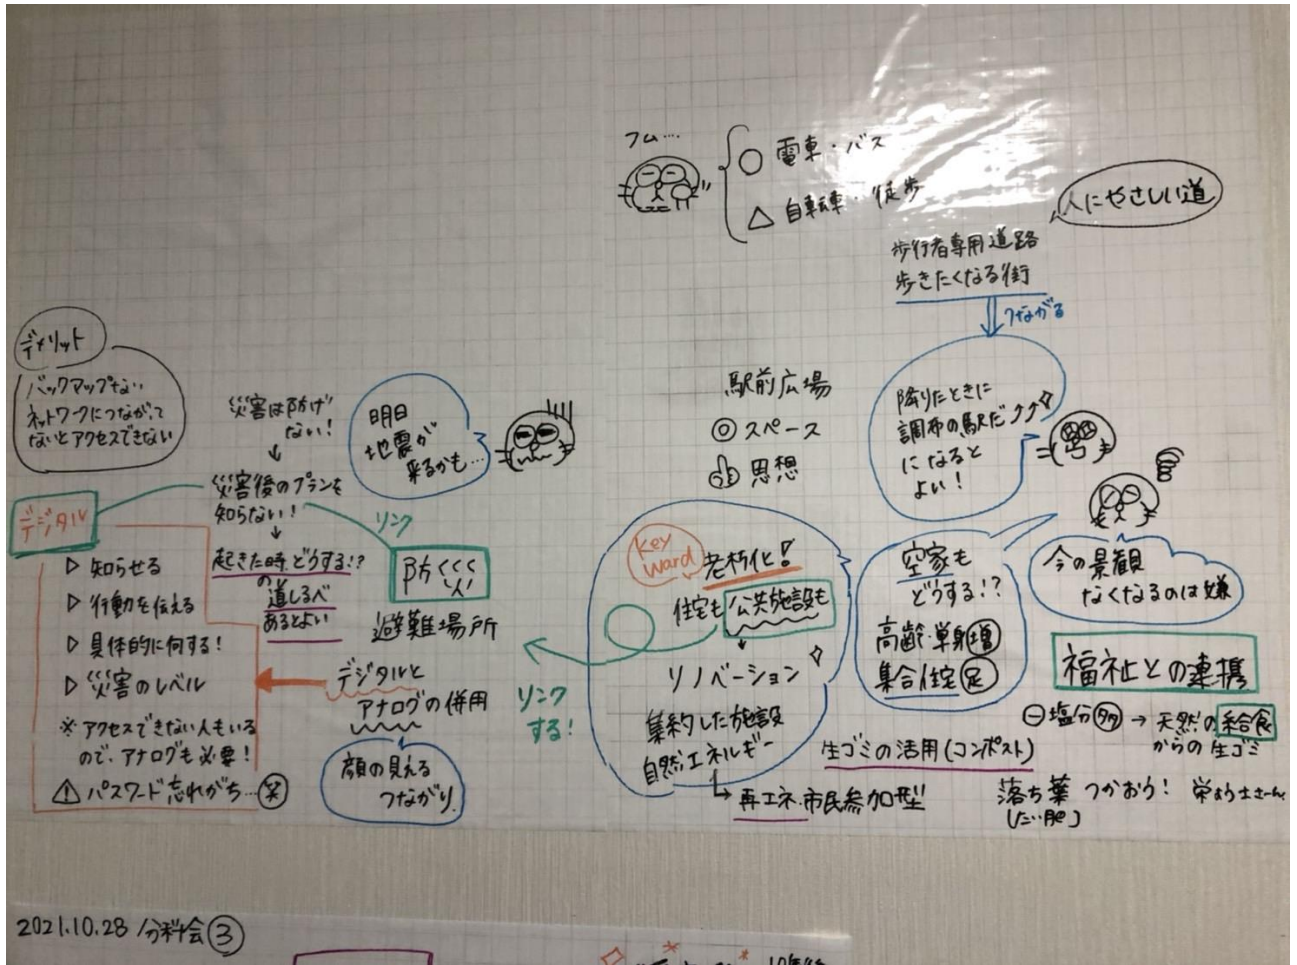 フム….
○ 電車・バス
△ 自転車・徒歩
人にやさしい道
歩行者専用道路
歩きたくなる街
つながる
降りたときに
調布の駅だ
になると
よい！
駅前広場
◎ スペース
思想
デメリット
バックアップない
ネットワークにつながって
ないとアクセスできない
災害は防げ
ない！
災害後のプランを
知らない！
起きた時、どうする!?
の道しるべ
あるとよい
明日
地震が
来るかも…
デジタル
▷ 知らせる
▷ 行動を伝える
▷ 具体的に何する！
▷ 災害のレベル
※ アクセスできない人もいる
ので、アナログも必要！
⚠ パスワード忘れがち…笑
リンク
防災
避難場所
デジタルと
アナログの併用
顔の見える
つながり
リンク
する！
Key
Ward
老朽化！
住宅も公共施設も
リノベーション
集約した施設
自然エネルギー
再エネ・市民参加型
空家も
どうする!?
高齢・単身増
集合住宅足
今の景観
なくなるのは嫌
福祉との連携
⊖塩分多 → 天然の給食
からの生ゴミ
生ゴミの活用(コンポスト)
落ち葉 つかおう！
(たい肥)
栄よう士さーん
2021.10.28 分科会③